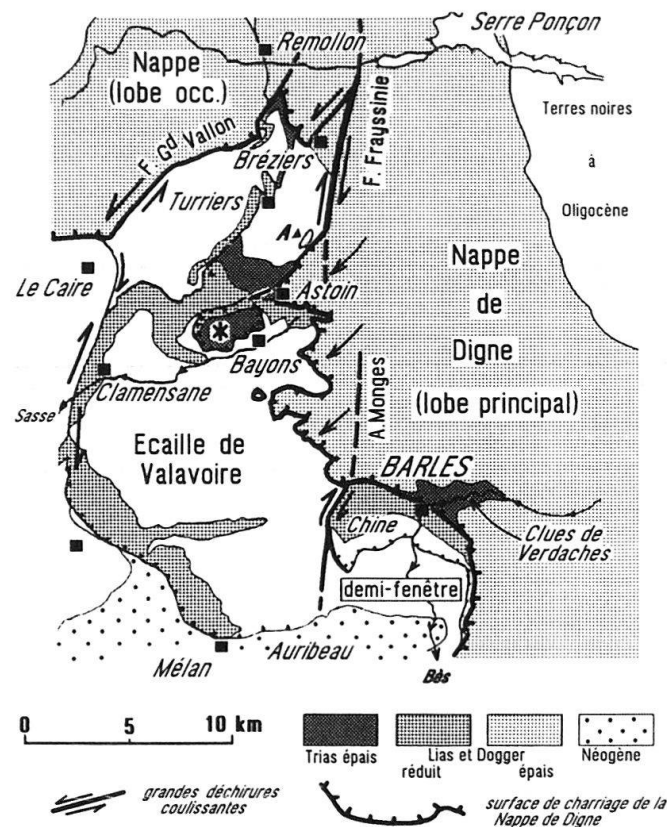 Serre Ponçon
Remollon
Nappe
(lobe occ.)
Terres noires
à
Oligocène
F. Gd Vallon
F. Frayssinie
Bréziers
Turriers
A
Le Caire
Astoin
Nappe
de
Digne
(lobe principal)
*
Bayons
Clamensane
Sasse
A. Monges
Ecaille de
Valavoire
BARLES
Chine
Clues de
Verdaches
demi-fenêtre
Auribeau
Mélan
Bès
0 5 10 km
Trias épais
Lias et Dogger
réduit épais
Néogène
grandes déchirures
coulissantes
surface de charriage de la
Nappe de Digne